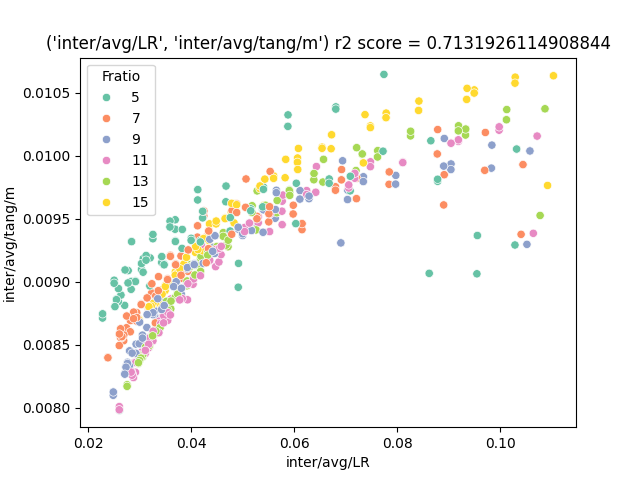 ('inter/avg/LR', 'inter/avg/tang/m') r2 score = 0.7131926114908844
Fratio
5
7
9
11
13
15
0.0105
0.0100
0.0095
0.0090
0.0085
0.0080
inter/avg/tang/m
0.02 0.04 0.06 0.08 0.10
inter/avg/LR